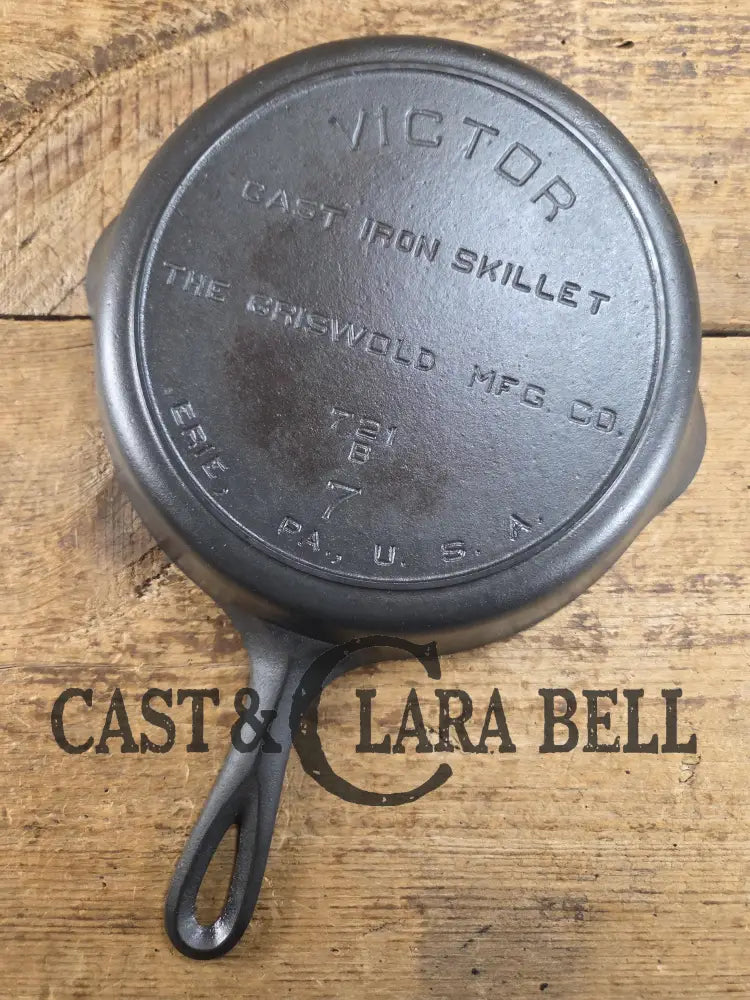 VICTOR
CAST IRON SKILLET
THE GRISWOLD MFG. CO.
721
B
7
ERIE, PA., U. S. A.
CAST & CLARA BELL